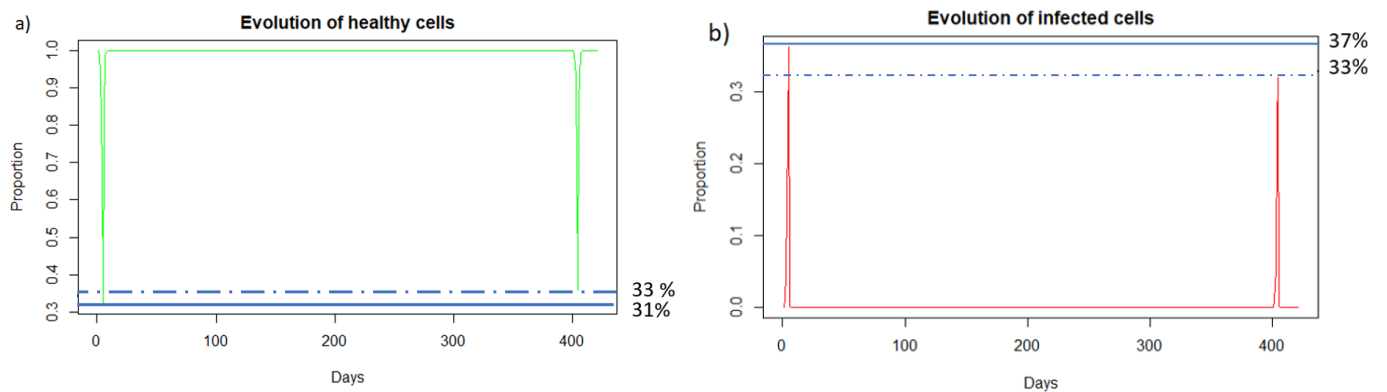 a)
Evolution of healthy cells
Proportion
1.0
0.9
0.8
0.7
0.6
0.5
0.4
0.3
33 %
31%
0 100 200 300 400
Days
b)
Evolution of infected cells
Proportion
0.3
0.2
0.1
0.0
37%
33%
0 100 200 300 400
Days